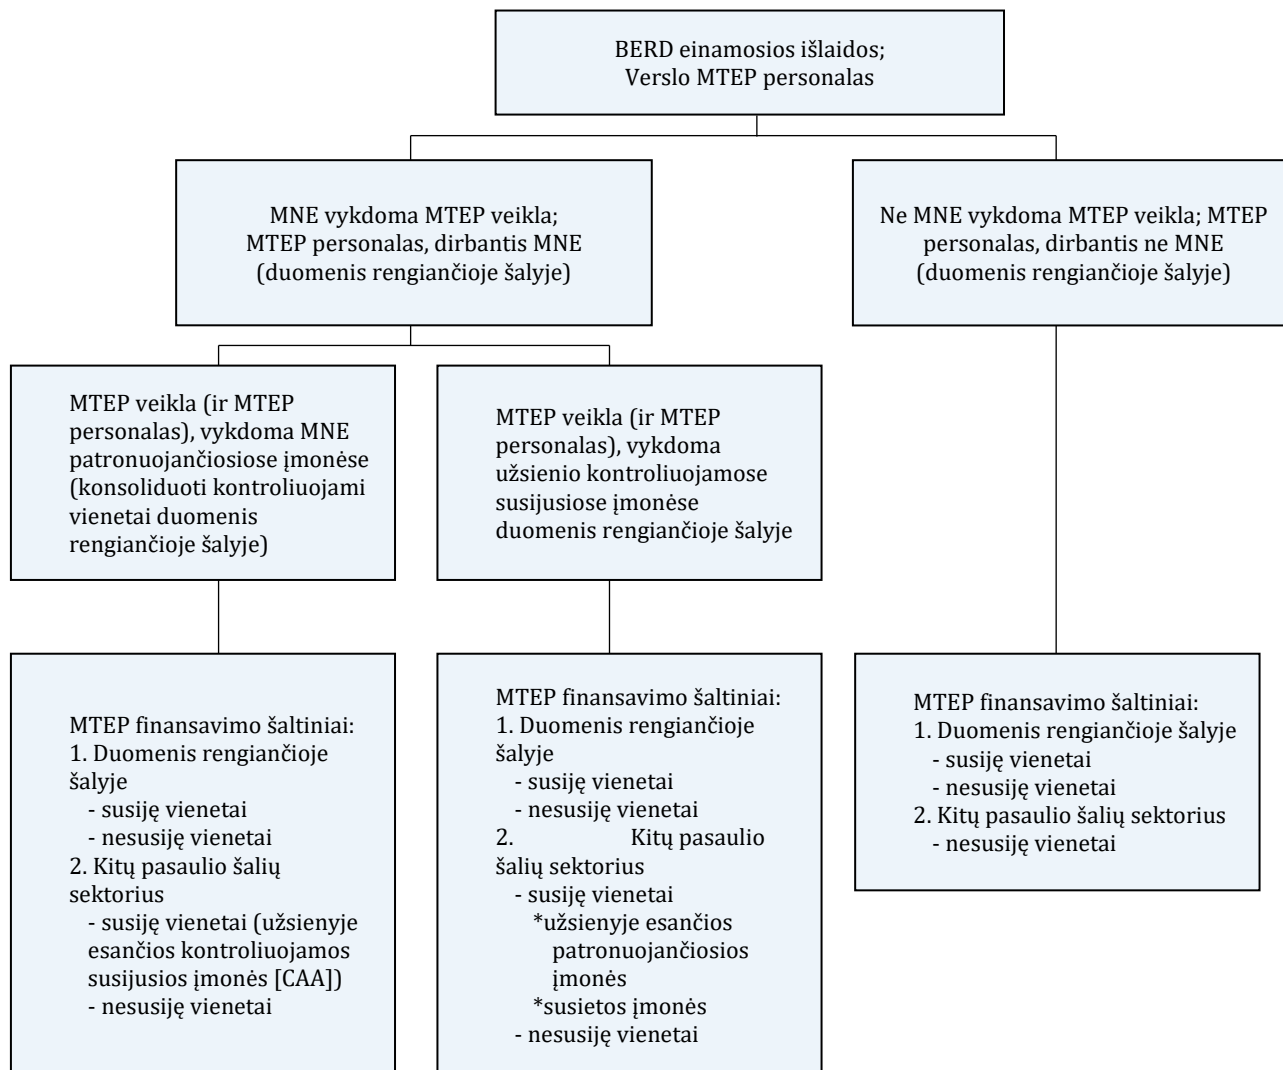 BERD einamosios išlaidos;
Verslo MTEP personalas
MNE vykdoma MTEP veikla;
MTEP personalas, dirbantis MNE
(duomenis rengiančioje šalyje)
Ne MNE vykdoma MTEP veikla; MTEP
personalas, dirbantis ne MNE
(duomenis rengiančioje šalyje)
MTEP veikla (ir MTEP
personalas), vykdoma MNE
patronuojančiosiose įmonėse
(konsoliduoti kontroliuojami
vienetai duomenis
rengiančioje šalyje)
MTEP veikla (ir MTEP
personalas), vykdoma
užsienio kontroliuojamose
susijusiose įmonėse
duomenis rengiančioje šalyje
MTEP finansavimo šaltiniai:
1. Duomenis rengiančioje
šalyje
- susiję vienetai
- nesusiję vienetai
2. Kitų pasaulio šalių
sektorius
- susiję vienetai (užsienyje
esančios kontroliuojamos
susijusios įmonės [CAA])
- nesusiję vienetai
MTEP finansavimo šaltiniai:
1. Duomenis rengiančioje
šalyje
- susiję vienetai
- nesusiję vienetai
2. Kitų pasaulio
šalių sektorius
- susiję vienetai
*užsienyje esančios
patronuojančiosios
įmonės
*susietos įmonės
- nesusiję vienetai
MTEP finansavimo šaltiniai:
1. Duomenis rengiančioje šalyje
- susiję vienetai
- nesusiję vienetai
2. Kitų pasaulio šalių sektorius
- nesusiję vienetai